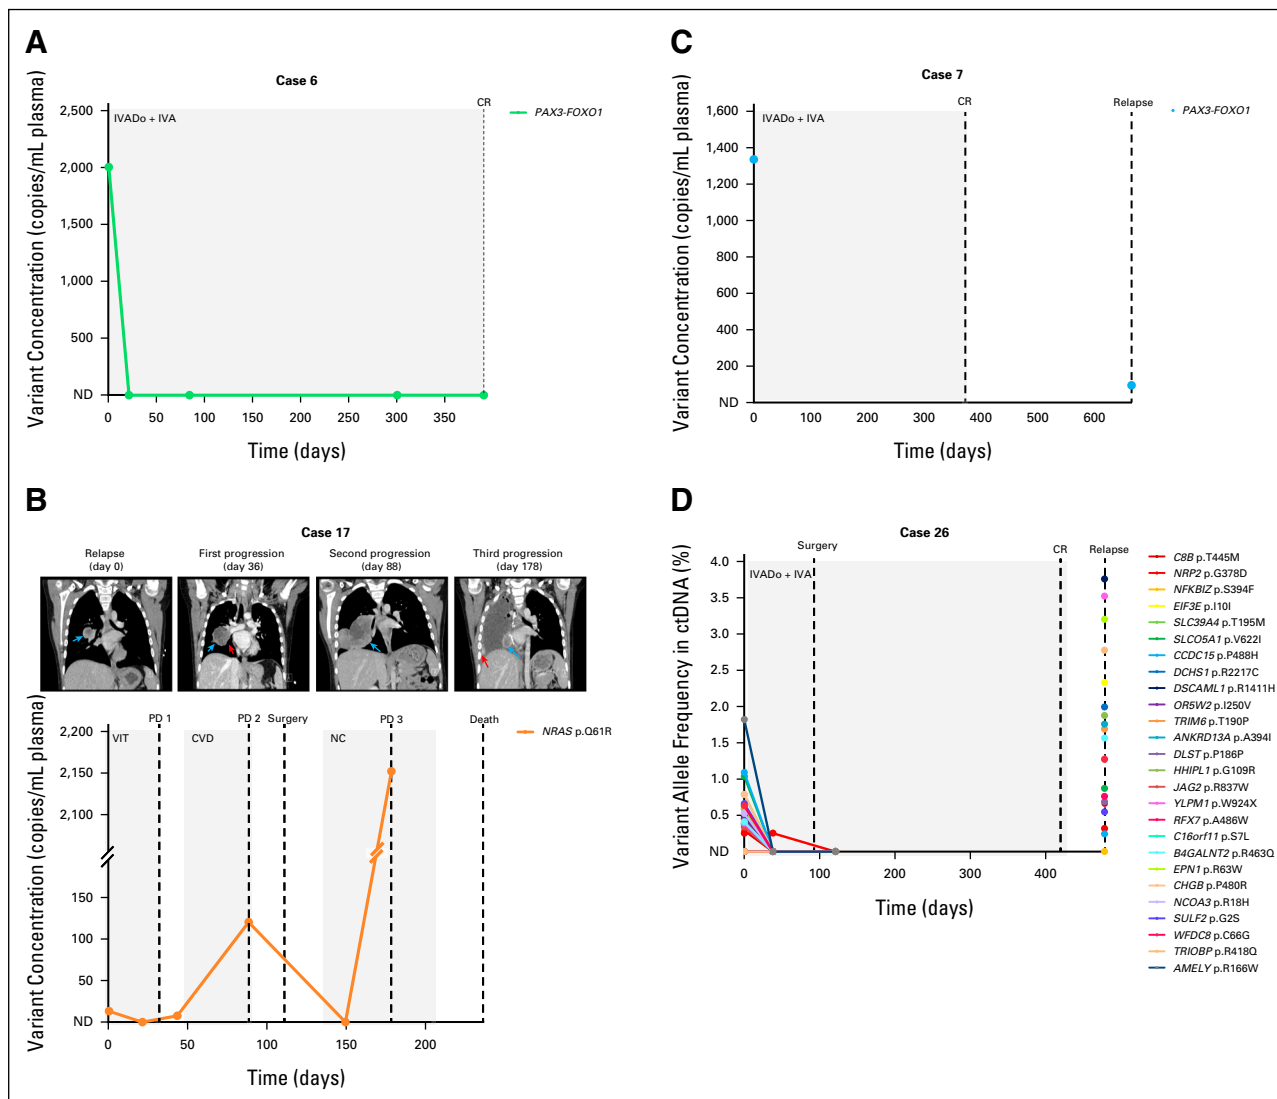 A
Case 6
Variant Concentration (copies/mL plasma)
2,500
2,000
1,500
1,000
500
ND
IVADo + IVA
CR
PAX3-FOXO1
0 50 100 150 200 250 300 350
Time (days)
C
Case 7
Variant Concentration (copies/mL plasma)
1,600
1,400
1,200
1,000
800
600
400
200
ND
IVADo + IVA
CR
Relapse
PAX3-FOXO1
0 100 200 300 400 500 600
Time (days)
B
Case 17
Relapse
(day 0)
First progression
(day 36)
Second progression
(day 88)
Third progression
(day 178)
Variant Concentration (copies/mL plasma)
2,200
2,150
2,100
150
100
50
ND
VIT
PD 1
CVD
PD 2
Surgery
NC
PD 3
Death
NRAS p.Q61R
0 50 100 150 200
Time (days)
D
Case 26
Variant Allele Frequency in ctDNA (%)
4.0
3.5
3.0
2.5
2.0
1.5
1.0
0.5
ND
IVADo + IVA
Surgery
CR
Relapse
0 100 200 300 400
Time (days)
C8B p.T445M
NRP2 p.G378D
NFKBIZ p.S394F
EIF3E p.I10I
SLC39A4 p.T195M
SLCO5A1 p.V622I
CCDC15 p.P488H
DCHS1 p.R2217C
DSCAML1 p.R1411H
OR5W2 p.I250V
TRIM6 p.T190P
ANKRD13A p.A394I
DLST p.P186P
HHIPL1 p.G109R
JAG2 p.R837W
YLPM1 p.W924X
RFX7 p.A486W
C16orf11 p.S7L
B4GALNT2 p.R463Q
EPN1 p.R63W
CHGB p.P480R
NCOA3 p.R18H
SULF2 p.G2S
WFDC8 p.C66G
TRIOBP p.R418Q
AMELY p.R166W